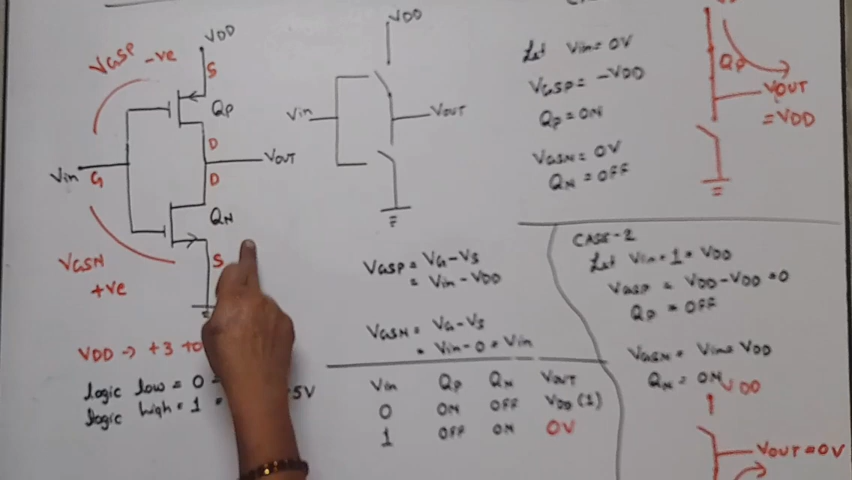 VDD
VGSP -ve
S
QP
D
Vin
G
VOUT
D
QN
VGSN
+ve
S
VDD → +3 to
logic low = 0 =
logic high = 1 =
5V
VDD
Vin
VOUT
VGSP = VG-VS
= Vin-VDD
VGSN = VG-VS
= Vin-0 = Vin
Vin QP QN VOUT
0 ON OFF VDD (1)
1 OFF ON 0V
Let Vin = 0V
VGSP = -VDD
QP = ON
VGSN = 0V
QN = OFF
QP
VOUT
= VDD
CASE-2
Let Vin = 1 = VDD
VGSP = VDD-VDD = 0
QP = OFF
VGSN = Vin = VDD
QN = ON
VDD
VOUT = 0V